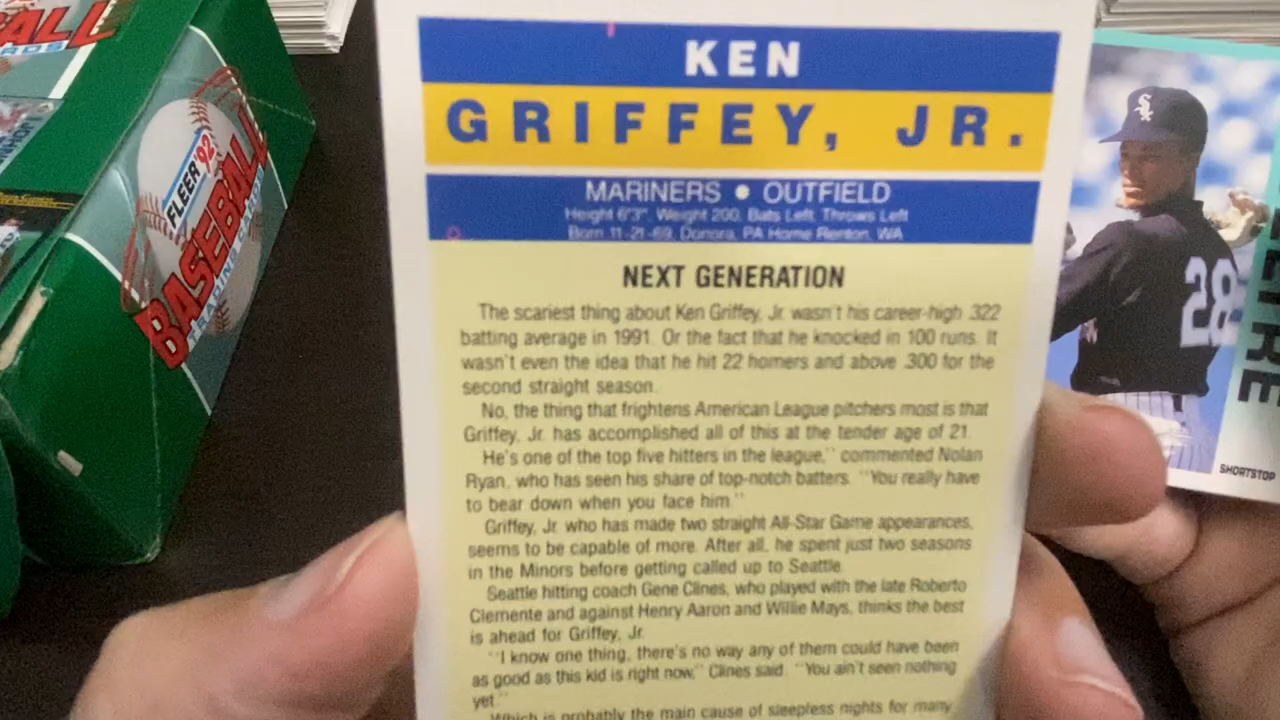 KEN
GRIFFEY, JR.
MARINERS • OUTFIELD
Height 6'3", Weight 200, Bats Left, Throws Left
Born 11-21-69, Donora, PA Home Renton, WA
NEXT GENERATION
The scariest thing about Ken Griffey, Jr. wasn't his career-high .322
batting average in 1991. Or the fact that he knocked in 100 runs. It
wasn't even the idea that he hit 22 homers and above .300 for the
second straight season.
No, the thing that frightens American League pitchers most is that
Griffey, Jr. has accomplished all of this at the tender age of 21.
He's one of the top five hitters in the league," commented Nolan
Ryan, who has seen his share of top-notch batters. "You really have
to bear down when you face him."
Griffey, Jr. who has made two straight All-Star Game appearances,
seems to be capable of more. After all, he spent just two seasons
in the Minors before getting called up to Seattle.
Seattle hitting coach Gene Clines, who played with the late Roberto
Clemente and against Henry Aaron and Willie Mays, thinks the best
is ahead for Griffey, Jr.
"I know one thing, there's no way any of them could have been
as good as this kid is right now," Clines said. "You ain't seen nothing
yet."
Which is probably the main cause of sleepless nights for many
FLEER '92
BASEBALL
TRADING CARDS
Sox
28
SHORTSTOP